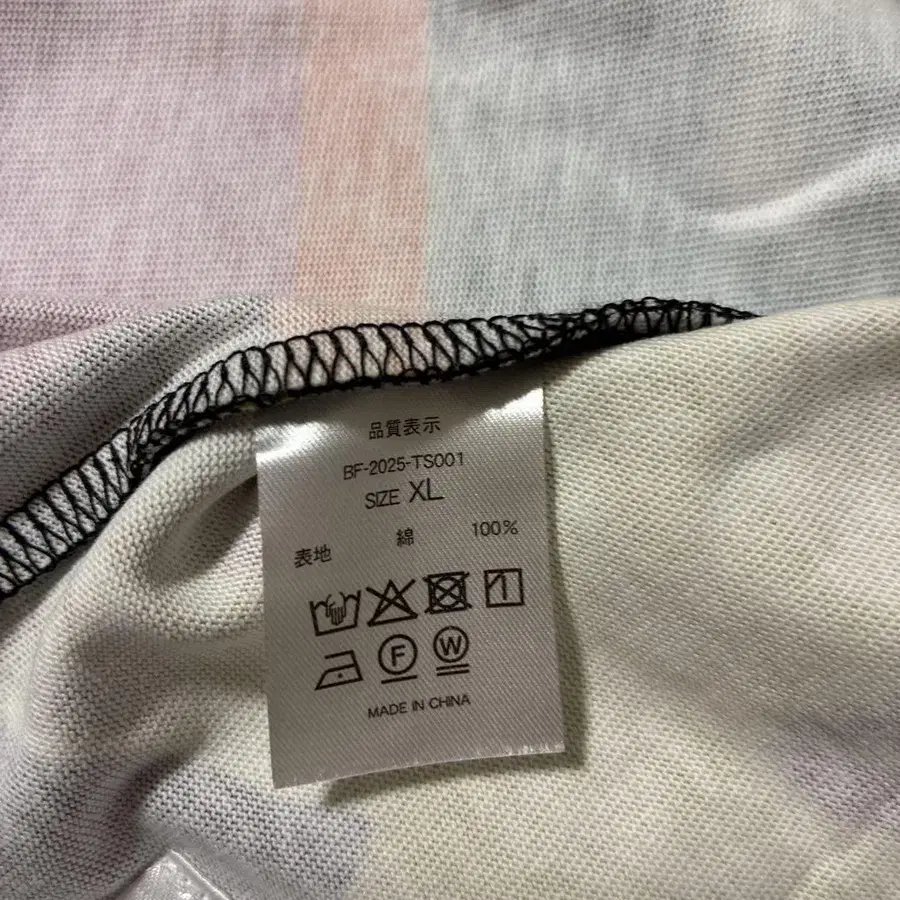 品質表示
BF-2025-TS001
SIZE XL
表地 綿 100%
F W
MADE IN CHINA